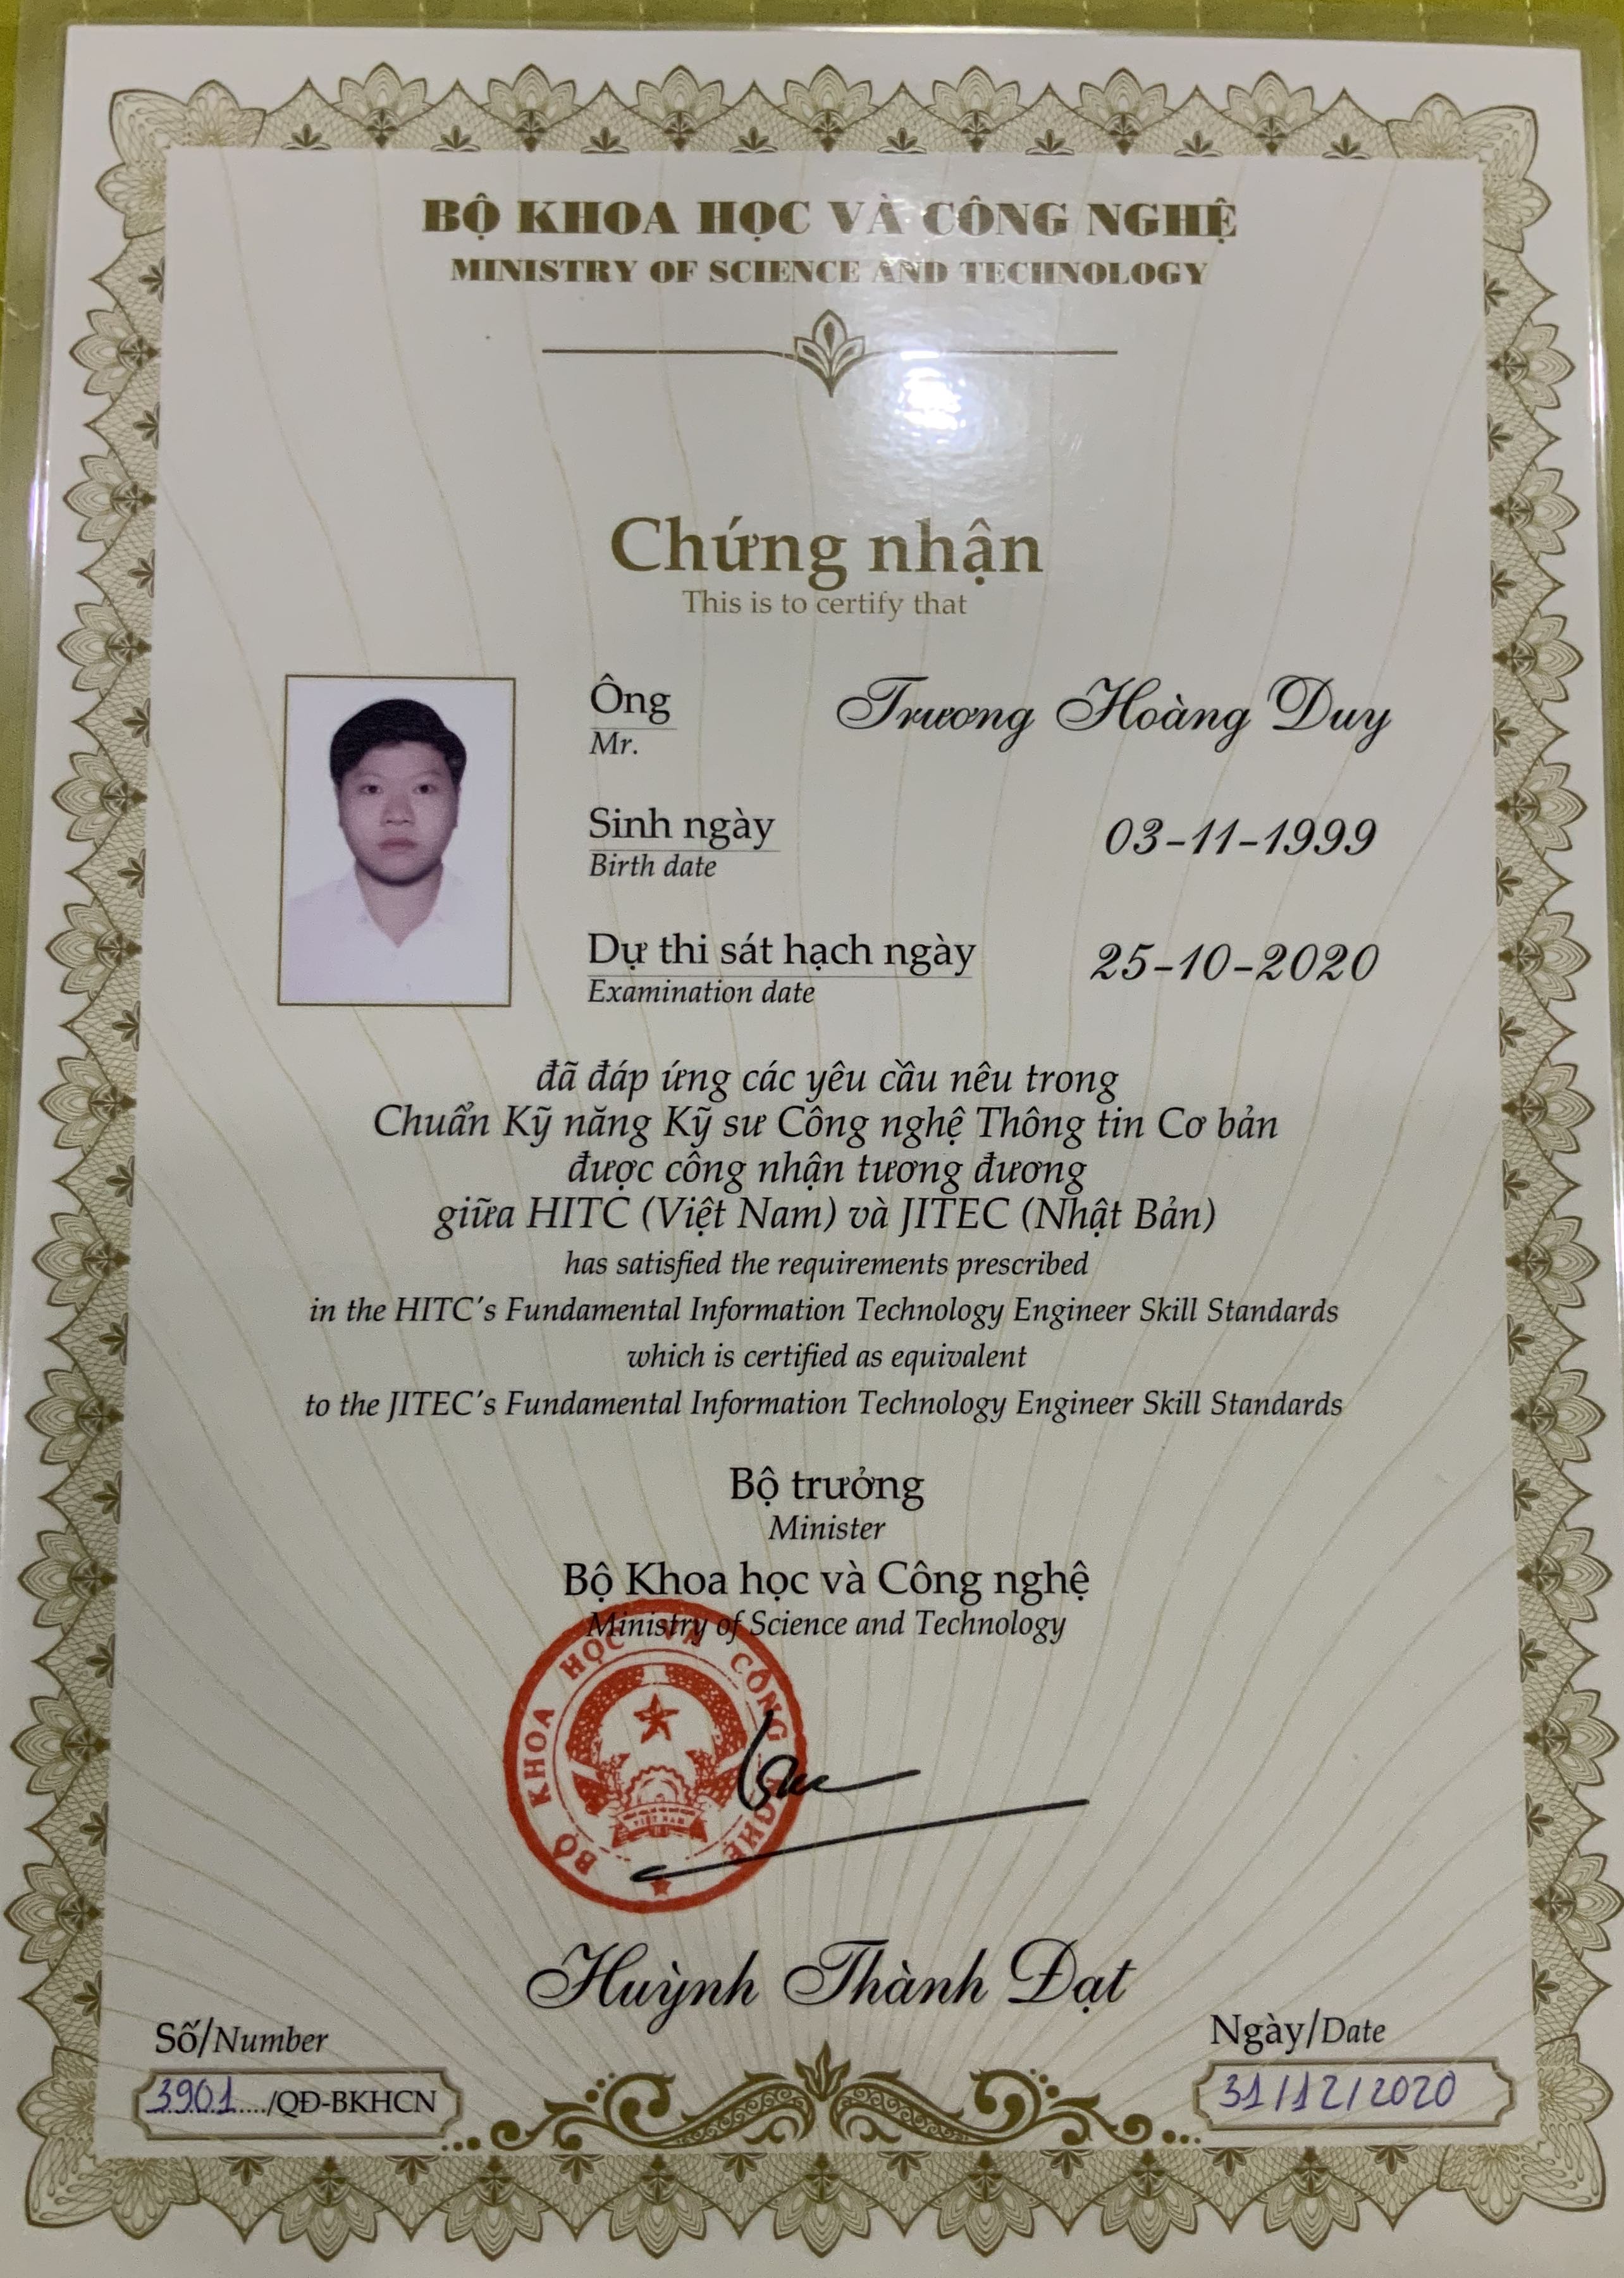 BỘ KHOA HỌC VÀ CÔNG NGHỆ
MINISTRY OF SCIENCE AND TECHNOLOGY
Chứng nhận
This is to certify that
Ông Trương Hoàng Duy
Mr.
Sinh ngày 03-11-1999
Birth date
Dự thi sát hạch ngày 25-10-2020
Examination date
đã đáp ứng các yêu cầu nêu trong
Chuẩn Kỹ năng Kỹ sư Công nghệ Thông tin Cơ bản
được công nhận tương đương
giữa HITC (Việt Nam) và JITEC (Nhật Bản)
has satisfied the requirements prescribed
in the HITC's Fundamental Information Technology Engineer Skill Standards
which is certified as equivalent
to the JITEC's Fundamental Information Technology Engineer Skill Standards
Bộ trưởng
Minister
Bộ Khoa học và Công nghệ
Ministry of Science and Technology
BỘ KHOA HỌC VÀ CÔNG NGHỆ
VIỆT NAM
Huỳnh Thành Đạt
Số/Number
3901..../QĐ-BKHCN
Ngày/Date
31/12/2020